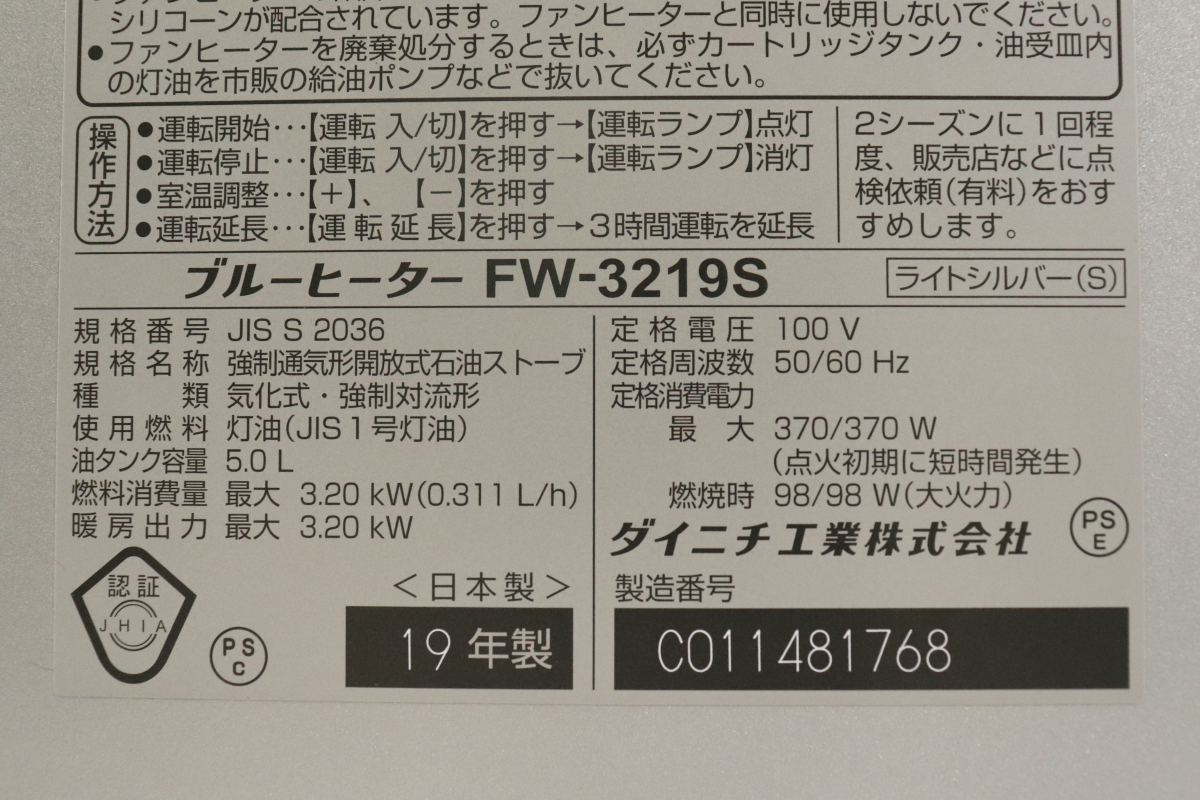 シリコーンが配合されています。ファンヒーターと同時に使用しないでください。
●ファンヒーターを廃棄処分するときは、必ずカートリッジタンク・油受皿内
の灯油を市販の給油ポンプなどで抜いてください。
操作方法
●運転開始…【運転 入/切】を押す→【運転ランプ】点灯
●運転停止…【運転 入/切】を押す→【運転ランプ】消灯
●室温調整…【＋】、【－】を押す
●運転延長…【運転延長】を押す→3時間運転を延長
2シーズンに1回程
度、販売店などに点
検依頼(有料)をおす
すめします。
ブルーヒーター FW-3219S
ライトシルバー(S)
規格番号 JIS S 2036
規格名称 強制通気形開放式石油ストーブ
種類 気化式・強制対流形
使用燃料 灯油(JIS1号灯油)
油タンク容量 5.0 L
燃料消費量 最大 3.20 kW(0.311 L/h)
暖房出力 最大 3.20 kW
認証
JHIA
PS
C
＜日本製＞
19年製
定格電圧 100 V
定格周波数 50/60 Hz
定格消費電力
最大 370/370 W
(点火初期に短時間発生)
燃焼時 98/98 W(大火力)
ダイニチ工業株式会社
PS
E
製造番号
C011481768